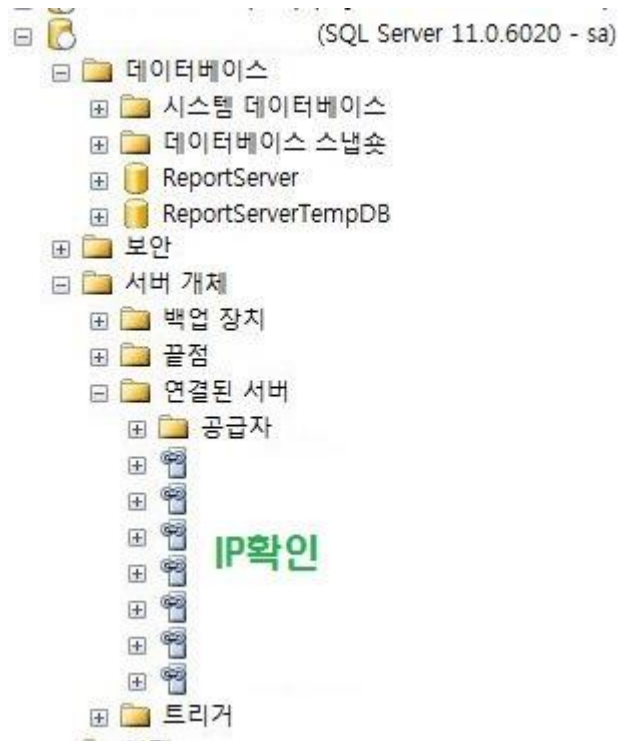 (SQL Server 11.0.6020 - sa)
데이터베이스
시스템 데이터베이스
데이터베이스 스냅숏
ReportServer
ReportServerTempDB
보안
서버 개체
백업 장치
끝점
연결된 서버
공급자
IP확인
트리거